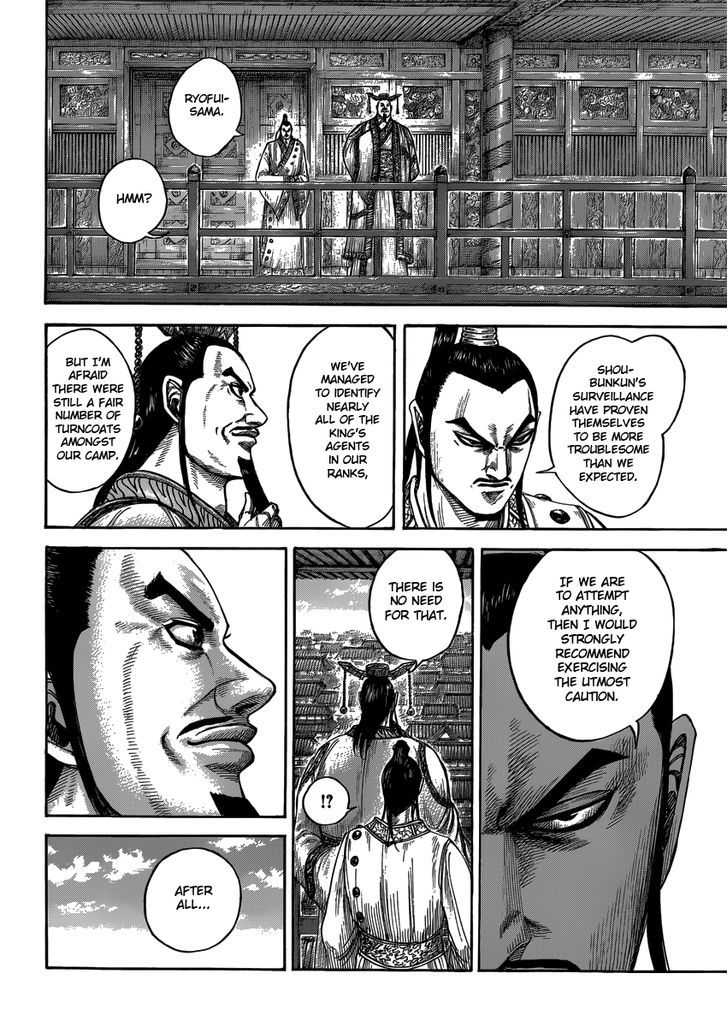 RYOFUI-
SAMA.
HMM?
SHOU-
BUNKUN'S
SURVEILLANCE
HAVE PROVEN
THEMSELVES
TO BE MORE
TROUBLESOME
THAN WE
EXPECTED.
WE'VE
MANAGED
TO IDENTIFY
NEARLY
ALL OF THE
KING'S
AGENTS
IN OUR
RANKS,
BUT I'M
AFRAID
THERE WERE
STILL A FAIR
NUMBER OF
TURNCOATS
AMONGST
OUR CAMP.
IF WE ARE
TO ATTEMPT
ANYTHING,
THEN I WOULD
STRONGLY
RECOMMEND
EXERCISING
THE UTMOST
CAUTION.
THERE IS
NO NEED
FOR THAT.
!?
AFTER
ALL...